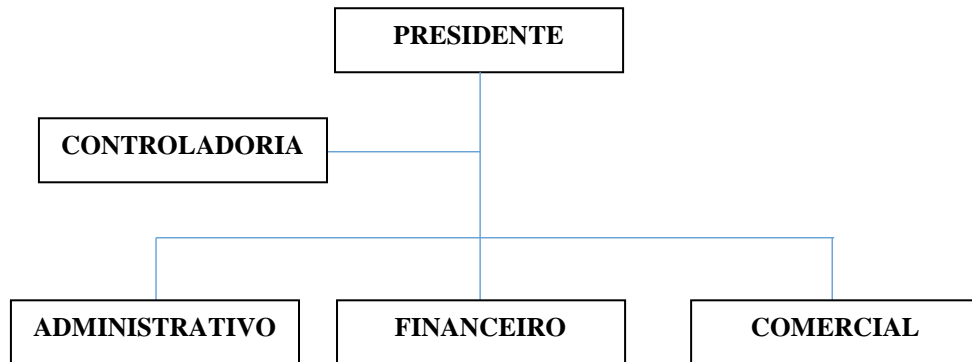 PRESIDENTE
CONTROLADORIA
ADMINISTRATIVO
FINANCEIRO
COMERCIAL